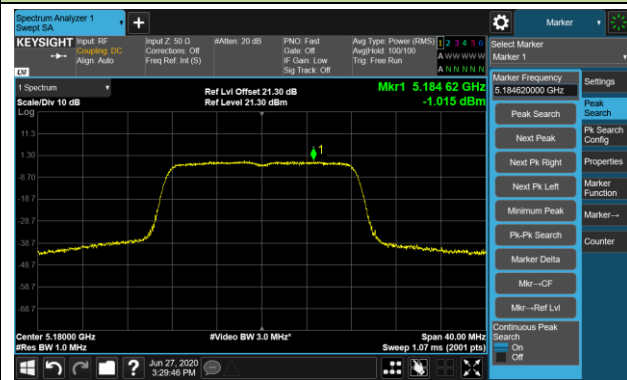 Spectrum Analyzer 1
Swept SA
Marker
KEYSIGHT
Input: RF
Coupling: DC
Align: Auto
Input Z: 50 Ω
Corrections: Off
Freq Ref: Int (S)
#Atten: 20 dB
PNO: Fast
Gate: Off
IF Gain: Low
Sig Track: Off
Avg Type: Power (RMS)
Avg|Hold: 100/100
Trig: Free Run
1 2 3 4 5 6
A W W W W W
A N N N N N
LXI
Select Marker
Marker 1
1 Spectrum
Scale/Div 10 dB
Log
Ref Lvl Offset 21.30 dB
Ref Level 21.30 dBm
Mkr1 5.184 62 GHz
-1.015 dBm
Marker Frequency
5.184620000 GHz
Peak Search
Next Peak
Next Pk Right
Next Pk Left
Minimum Peak
Pk-Pk Search
Marker Delta
Mkr→CF
Mkr→Ref Lvl
Continuous Peak
Search
On
Off
Settings
Peak
Search
Pk Search
Config
Properties
Marker
Function
Marker→
Counter
11.3
1.30
-8.70
-18.7
-28.7
-38.7
-48.7
-58.7
-68.7
1
Center 5.18000 GHz
#Res BW 1.0 MHz
#Video BW 3.0 MHz*
Span 40.00 MHz
Sweep 1.07 ms (2001 pts)
Jun 27, 2020
3:29:46 PM